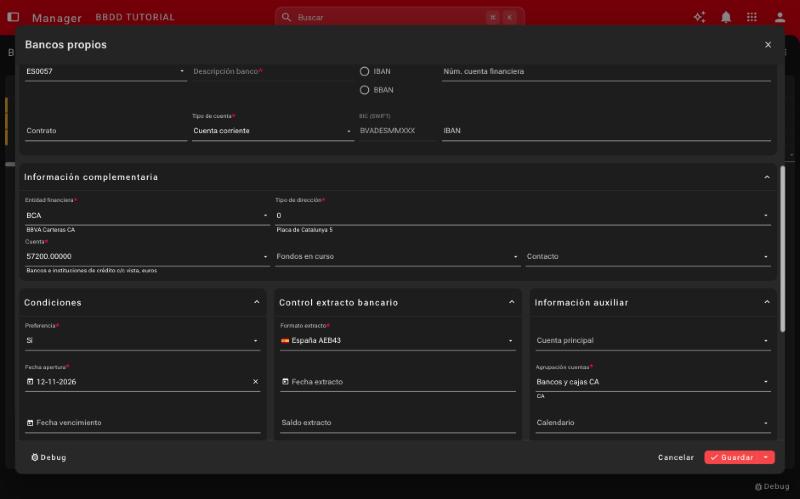 Manager BBDD TUTORIAL Buscar ⌘ K
Bancos propios
ES0057 Descripción banco* IBAN Núm. cuenta financiera
BBAN
Tipo de cuenta* BIC (SWIFT)
Contrato Cuenta corriente BVADESMMXXX IBAN
Información complementaria
Entidad financiera* Tipo de dirección*
BCA 0
BBVA Carteras CA Placa de Catalunya 5
Cuenta*
57200.00000 Fondos en curso Contacto
Bancos e instituciones de crédito c/c vista, euros
Condiciones Control extracto bancario Información auxiliar
Preferencia* Formato extracto*
Sí España AEB43 Cuenta principal
Fecha apertura* Agrupación cuentas*
12-11-2026 Fecha extracto Bancos y cajas CA
CA
Fecha vencimiento Saldo extracto Calendario
Debug Cancelar Guardar
Debug